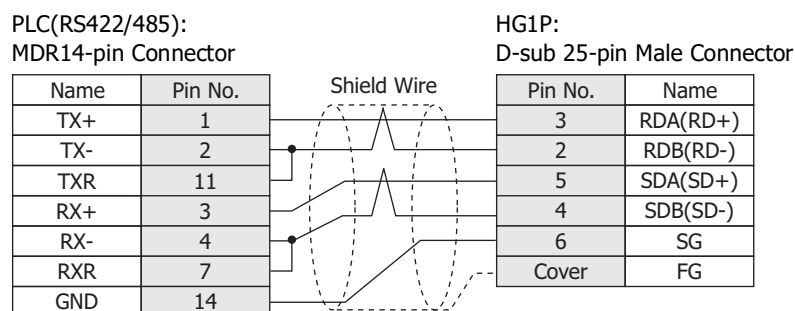 PLC(RS422/485):
MDR14-pin Connector
HG1P:
D-sub 25-pin Male Connector
Name Pin No. Shield Wire Pin No. Name
TX+ 1 3 RDA(RD+)
TX- 2 2 RDB(RD-)
TXR 11 5 SDA(SD+)
RX+ 3 4 SDB(SD-)
RX- 4 6 SG
RXR 7 Cover FG
GND 14